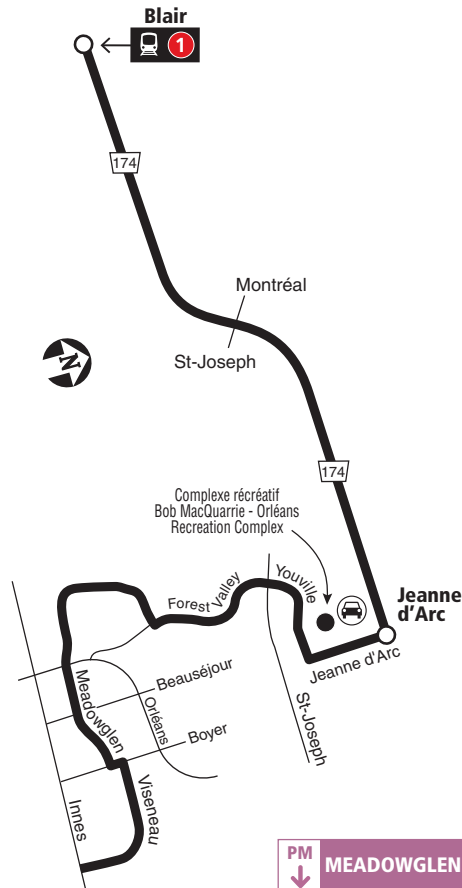 Blair
1
174
Montréal
St-Joseph
N
174
Complexe récréatif
Bob MacQuarrie - Orléans
Recreation Complex
Forest Valley
Youville
Jeanne
d'Arc
Jeanne d'Arc
Meadowglen
Beauséjour
Orléans
Boyer
St-Joseph
Innes
Viseneau
PM
MEADOWGLEN